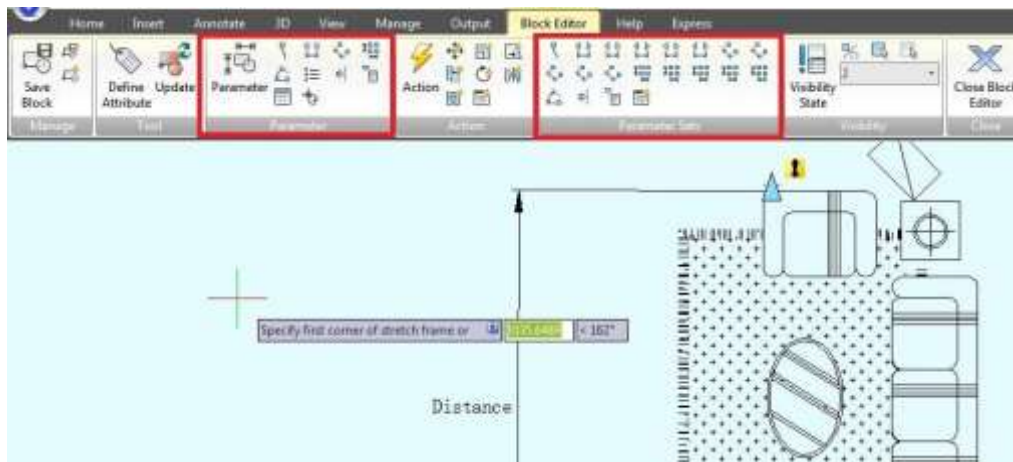 Home Insert Annotate 3D View Manage Output Block Editor Help Express
Save Block
Define Attribute
Update
Parameter
Action
Visibility State
Close Block Editor
Manage Tool Parameter Action Parameter Sets Visibility Close
Specify first corner of stretch frame or
< 162°
Distance